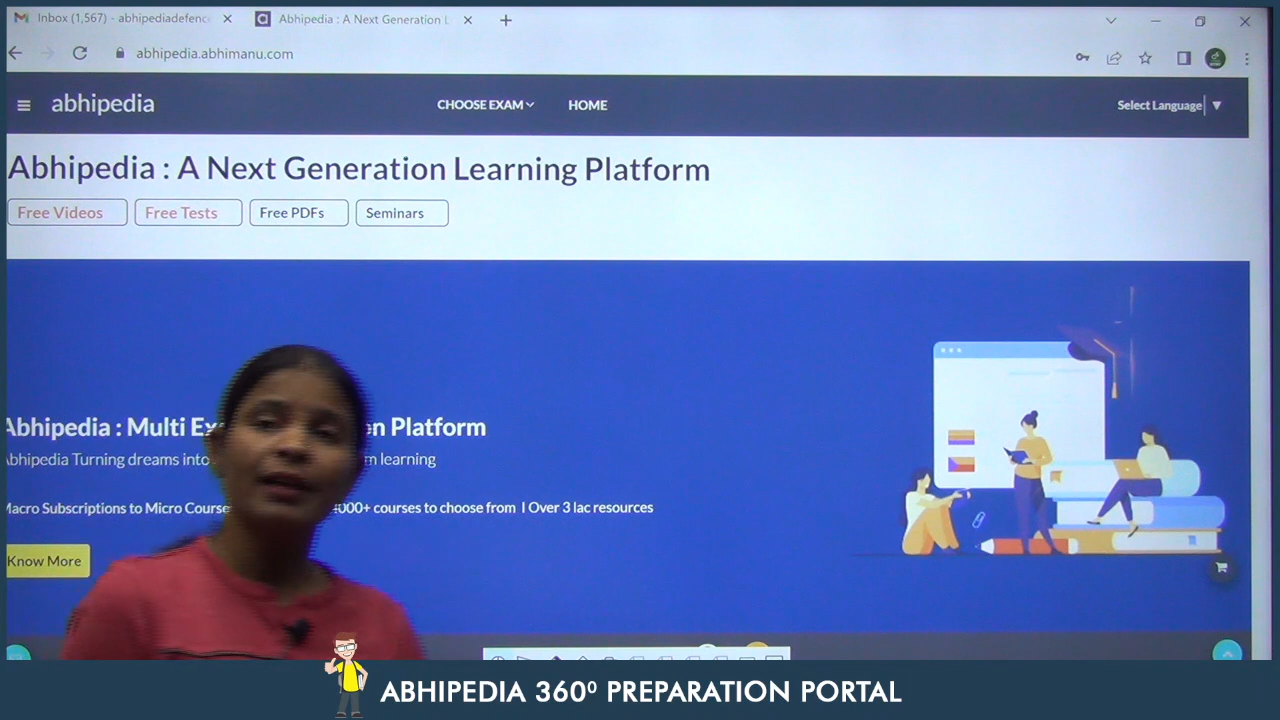 Inbox (1,567) - abhipediadefenc
Abhipedia : A Next Generation L
abhipedia.abhimanu.com
abhipedia
CHOOSE EXAM
HOME
Select Language
Abhipedia : A Next Generation Learning Platform
Free Videos
Free Tests
Free PDFs
Seminars
Abhipedia : Multi Ex n Platform
Abhipedia Turning dreams into learning
Macro Subscriptions to Micro Course 4000+ courses to choose from I Over 3 lac resources
Know More
ABHIPEDIA 360⁰ PREPARATION PORTAL